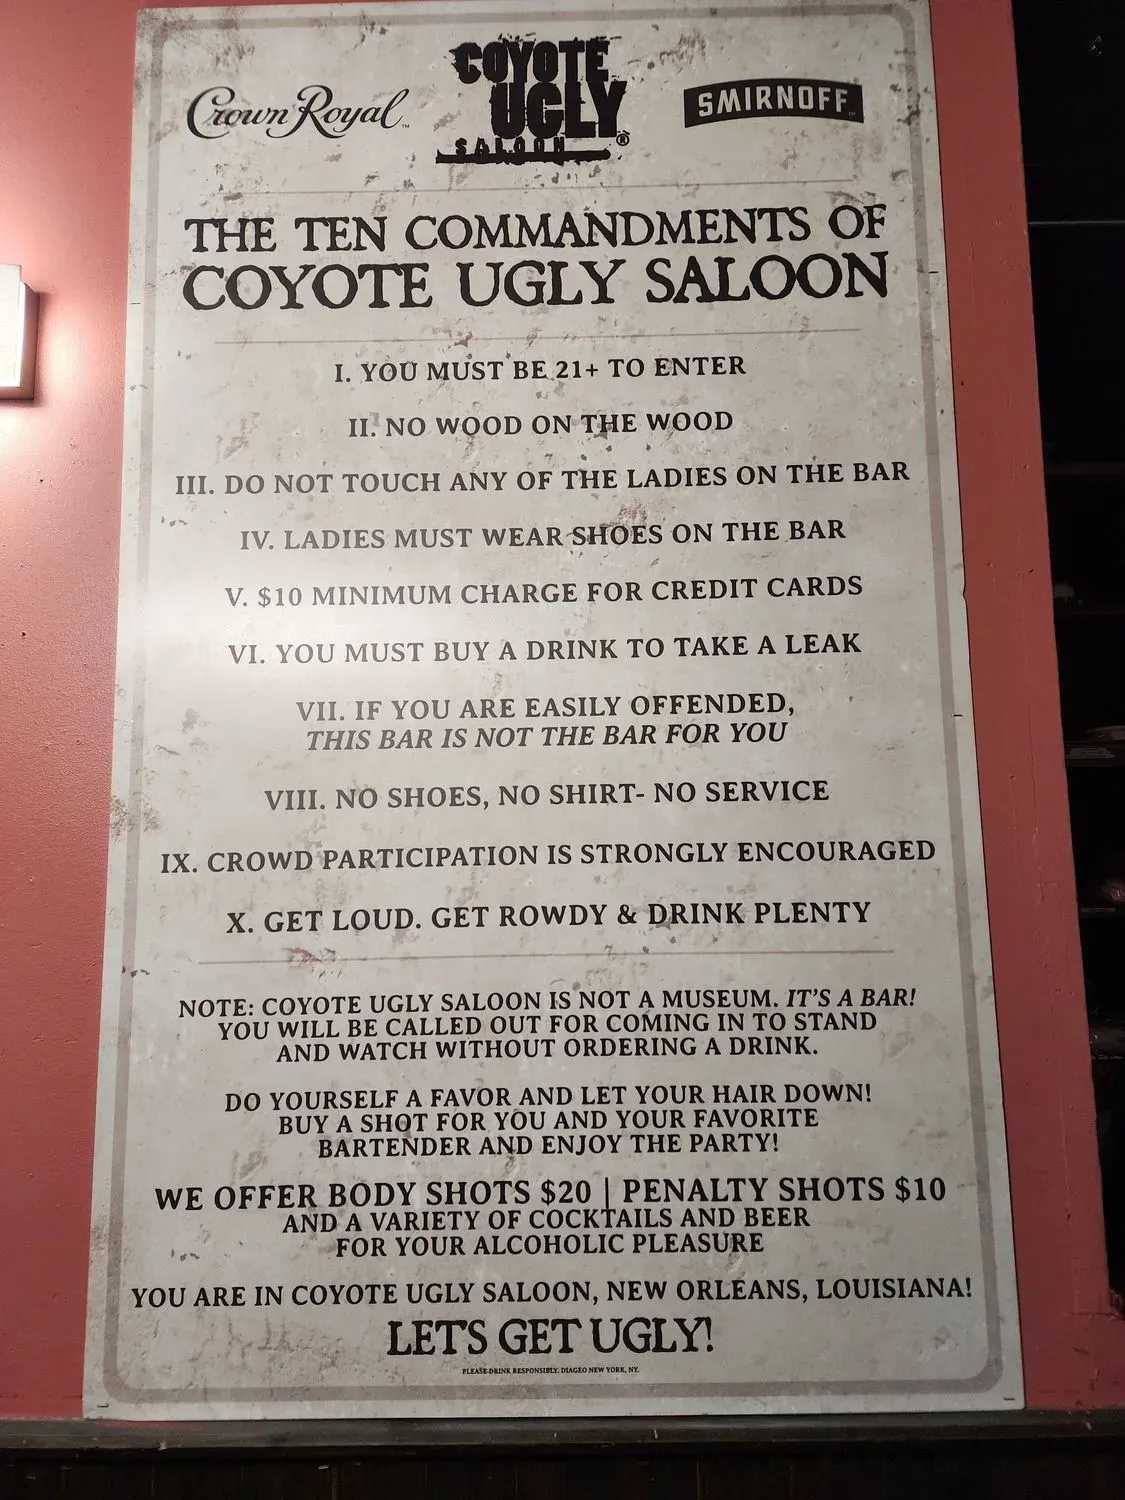 Crown Royal
COYOTE
UGLY
SALOON®
SMIRNOFF
THE TEN COMMANDMENTS OF
COYOTE UGLY SALOON
I. YOU MUST BE 21+ TO ENTER
II. NO WOOD ON THE WOOD
III. DO NOT TOUCH ANY OF THE LADIES ON THE BAR
IV. LADIES MUST WEAR SHOES ON THE BAR
V. $10 MINIMUM CHARGE FOR CREDIT CARDS
VI. YOU MUST BUY A DRINK TO TAKE A LEAK
VII. IF YOU ARE EASILY OFFENDED,
THIS BAR IS NOT THE BAR FOR YOU
VIII. NO SHOES, NO SHIRT- NO SERVICE
IX. CROWD PARTICIPATION IS STRONGLY ENCOURAGED
X. GET LOUD. GET ROWDY & DRINK PLENTY
NOTE: COYOTE UGLY SALOON IS NOT A MUSEUM. IT'S A BAR!
YOU WILL BE CALLED OUT FOR COMING IN TO STAND
AND WATCH WITHOUT ORDERING A DRINK.
DO YOURSELF A FAVOR AND LET YOUR HAIR DOWN!
BUY A SHOT FOR YOU AND YOUR FAVORITE
BARTENDER AND ENJOY THE PARTY!
WE OFFER BODY SHOTS $20 | PENALTY SHOTS $10
AND A VARIETY OF COCKTAILS AND BEER
FOR YOUR ALCOHOLIC PLEASURE
YOU ARE IN COYOTE UGLY SALOON, NEW ORLEANS, LOUISIANA!
LET'S GET UGLY!
PLEASE DRINK RESPONSIBLY. DIAGEO NEW YORK, NY.